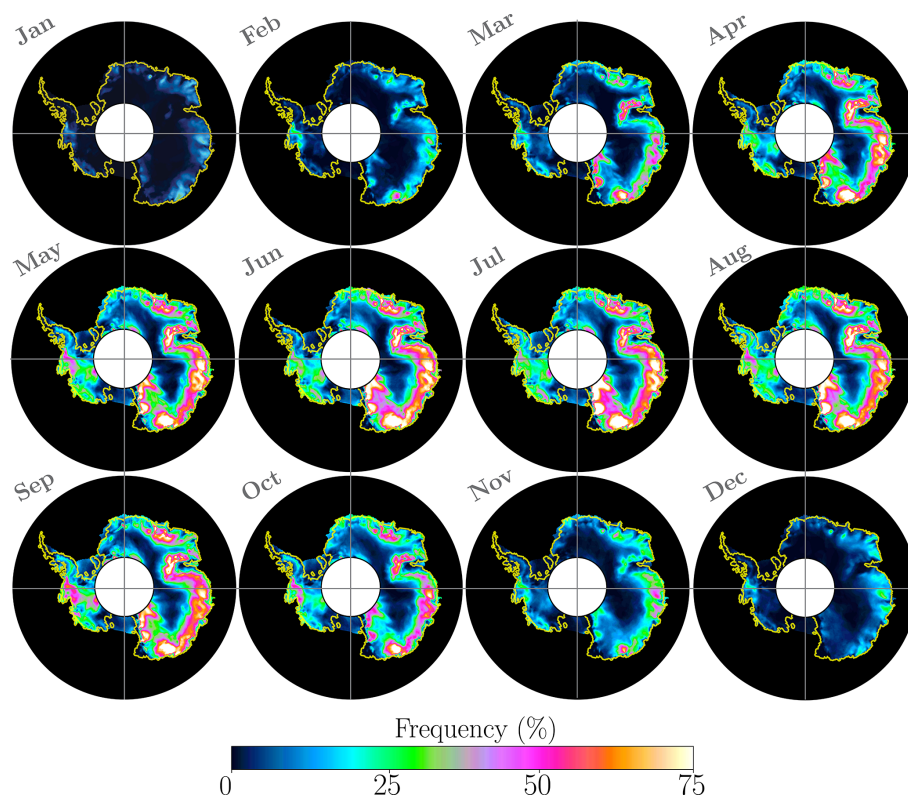 Jan Feb Mar Apr
May Jun Jul Aug
Sep Oct Nov Dec
Frequency (%)
0 25 50 75